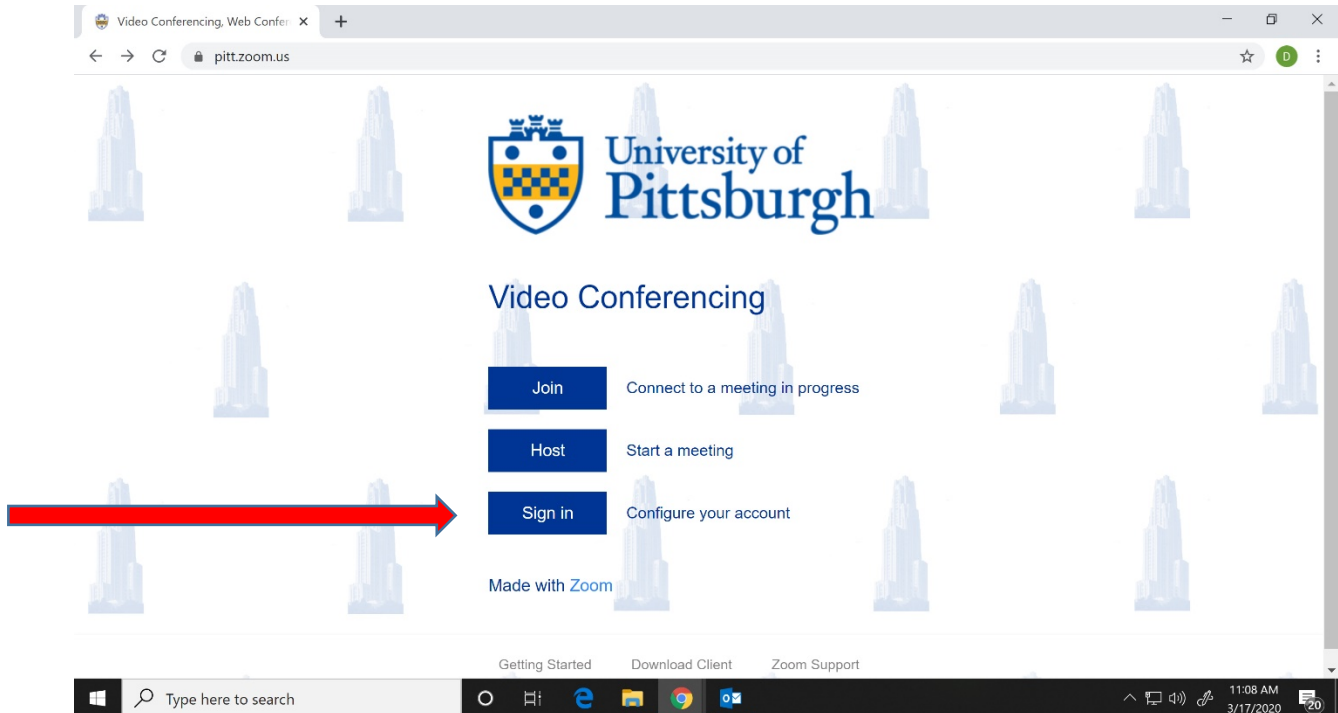 Video Conferencing, Web Confer
pitt.zoom.us
D
University of
Pittsburgh
Video Conferencing
Join Connect to a meeting in progress
Host Start a meeting
Sign in Configure your account
Made with Zoom
Getting Started Download Client Zoom Support
Type here to search
11:08 AM
3/17/2020
20